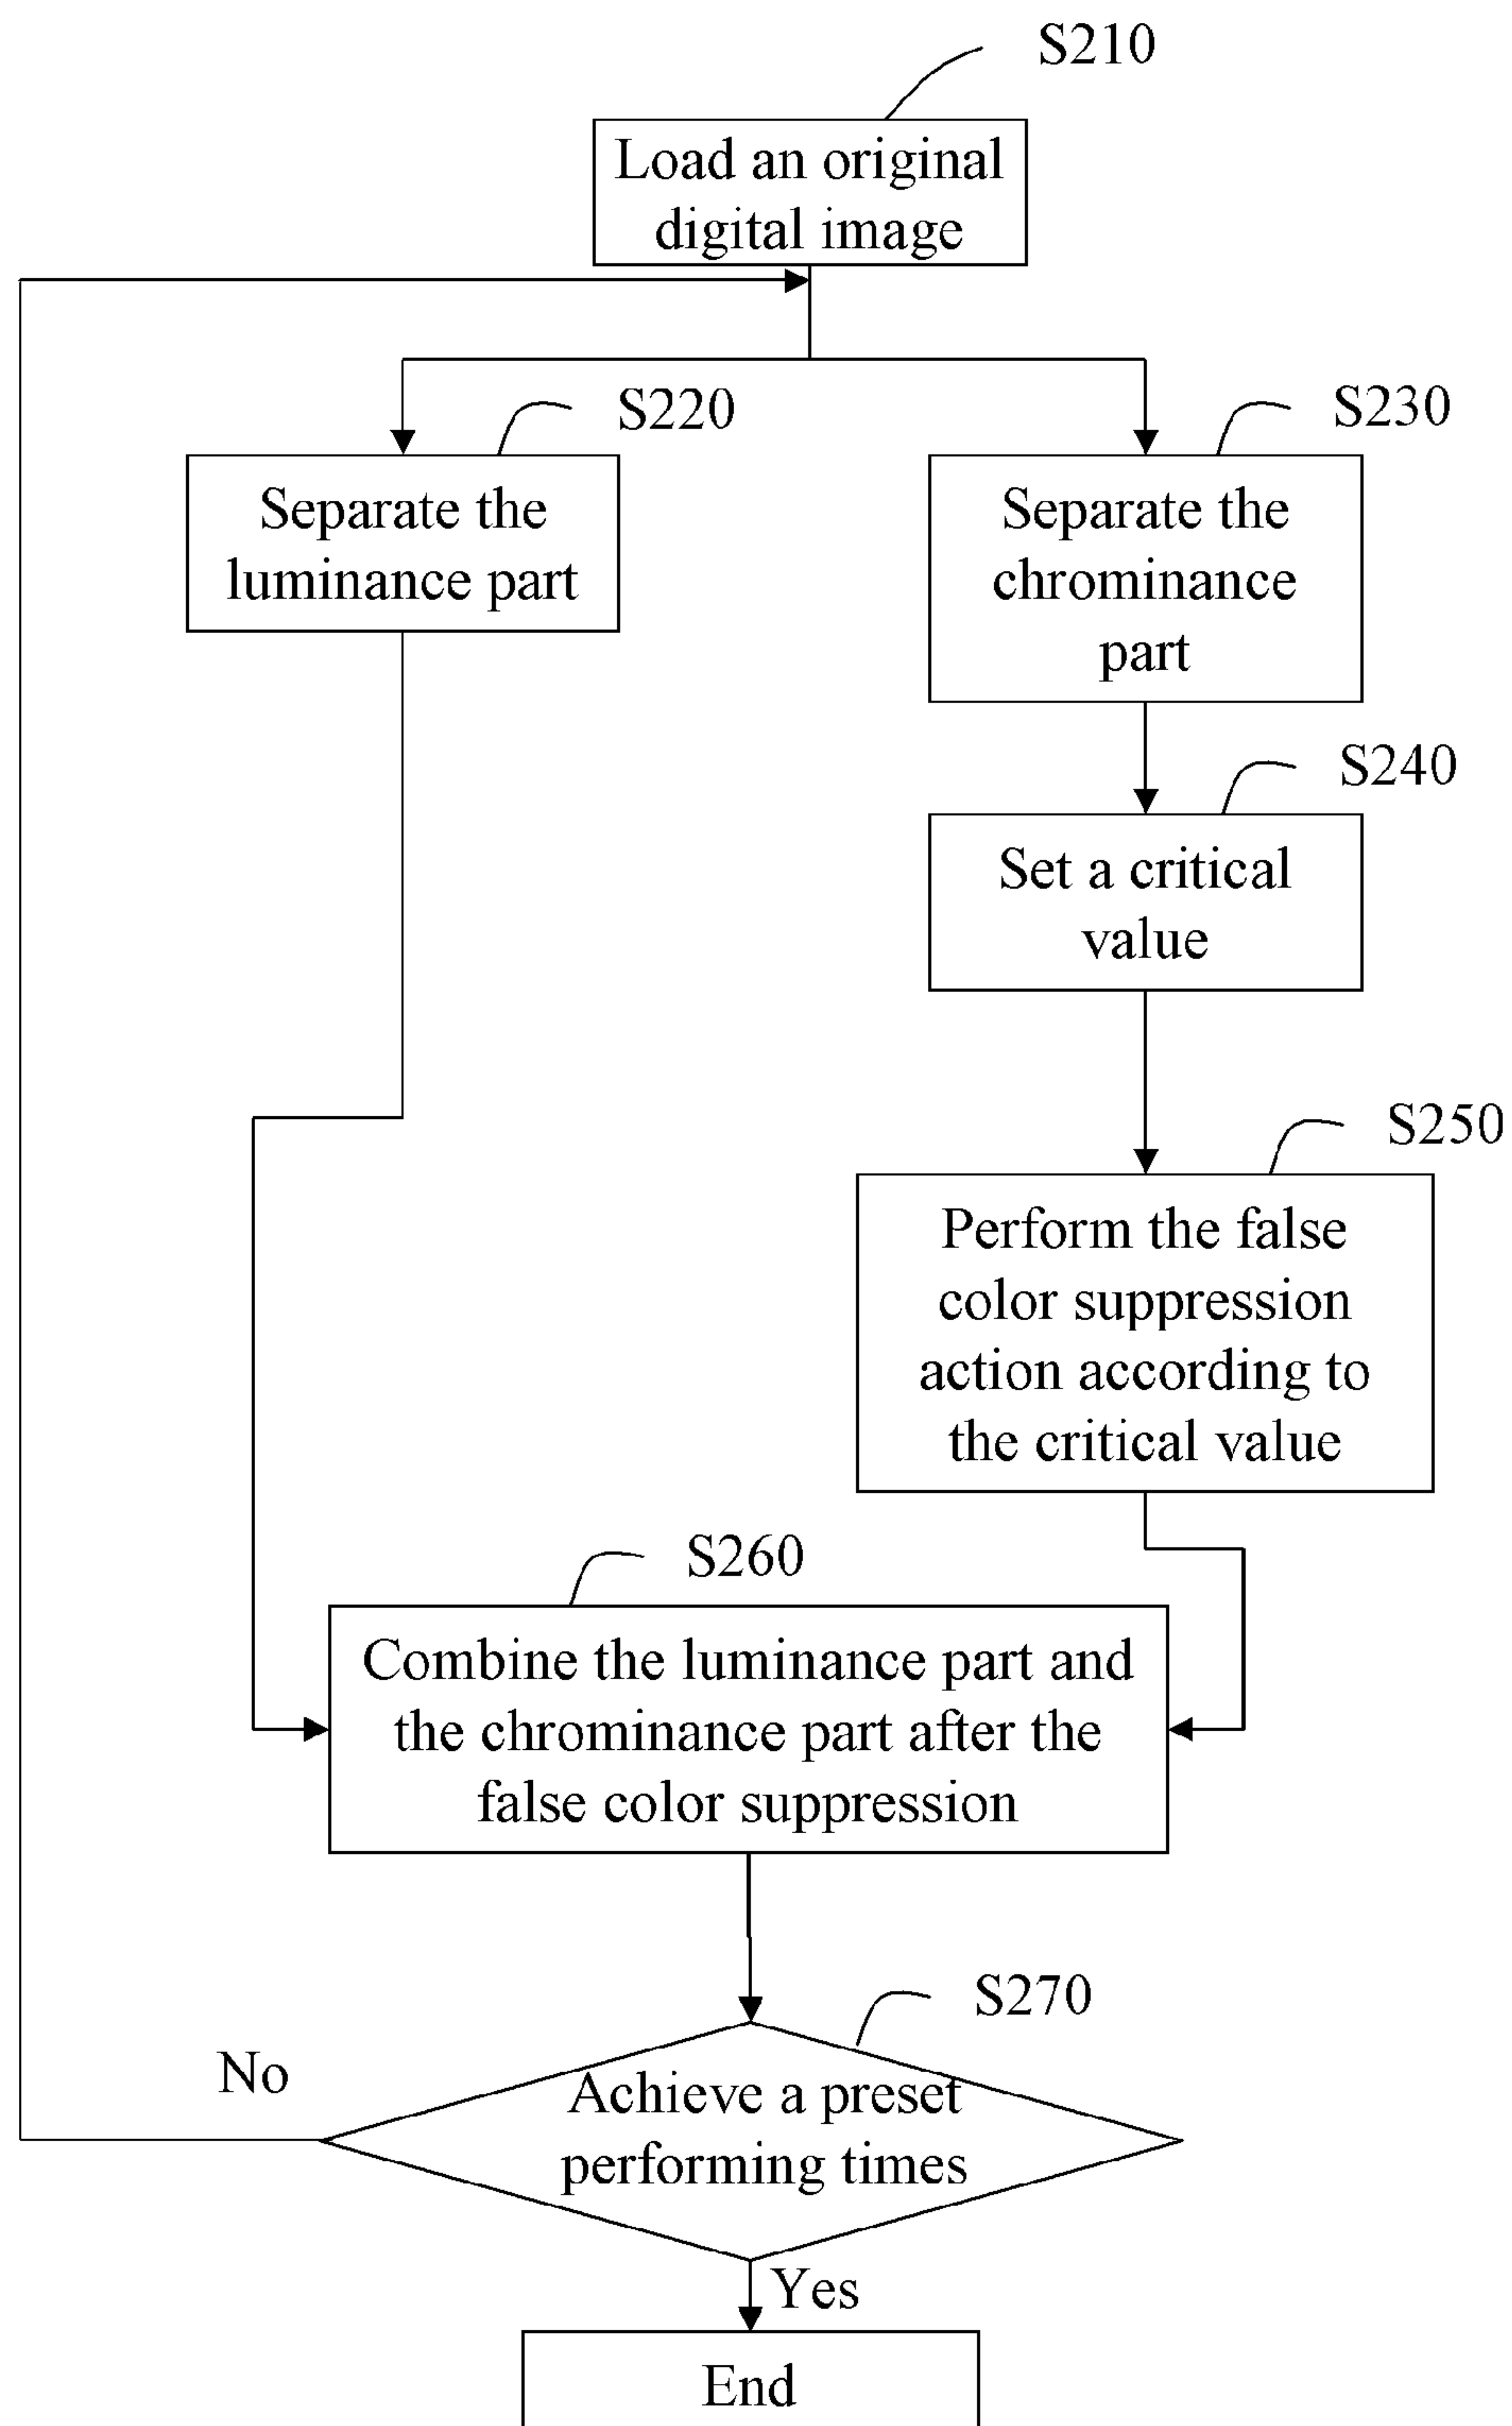 S210
Load an original
digital image
S220
S230
Separate the
luminance part
Separate the
chrominance
part
S240
Set a critical
value
S250
Perform the false
color suppression
action according to
the critical value
S260
Combine the luminance part and
the chrominance part after the
false color suppression
S270
No
Achieve a preset
performing times
Yes
End